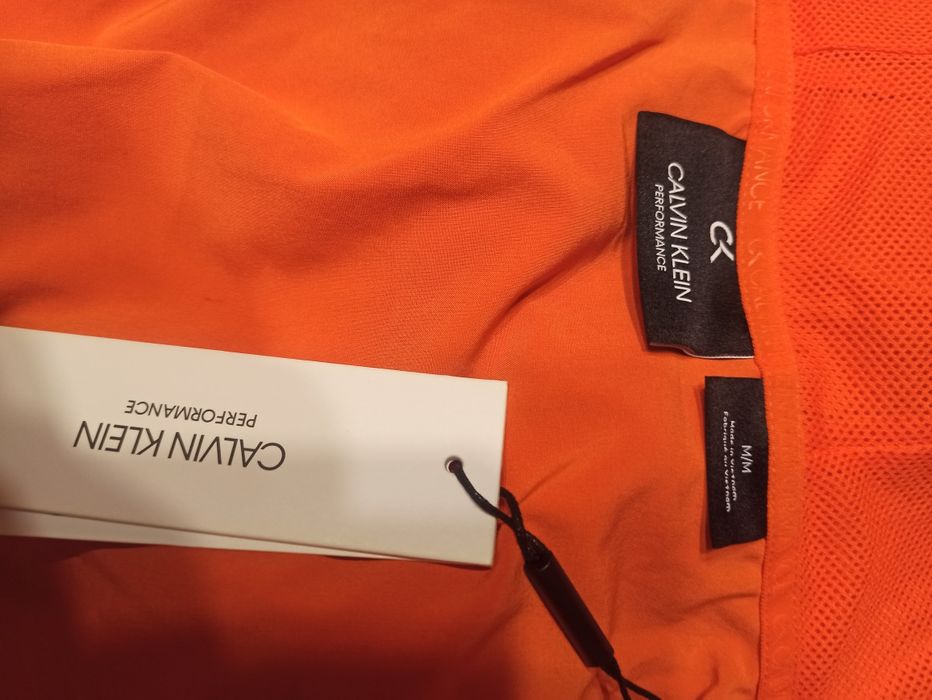 CK
CALVIN KLEIN
PERFORMANCE
M/M
Made in Vietnam
Fabriqué au Vietnam
CALVIN KLEIN
PERFORMANCE